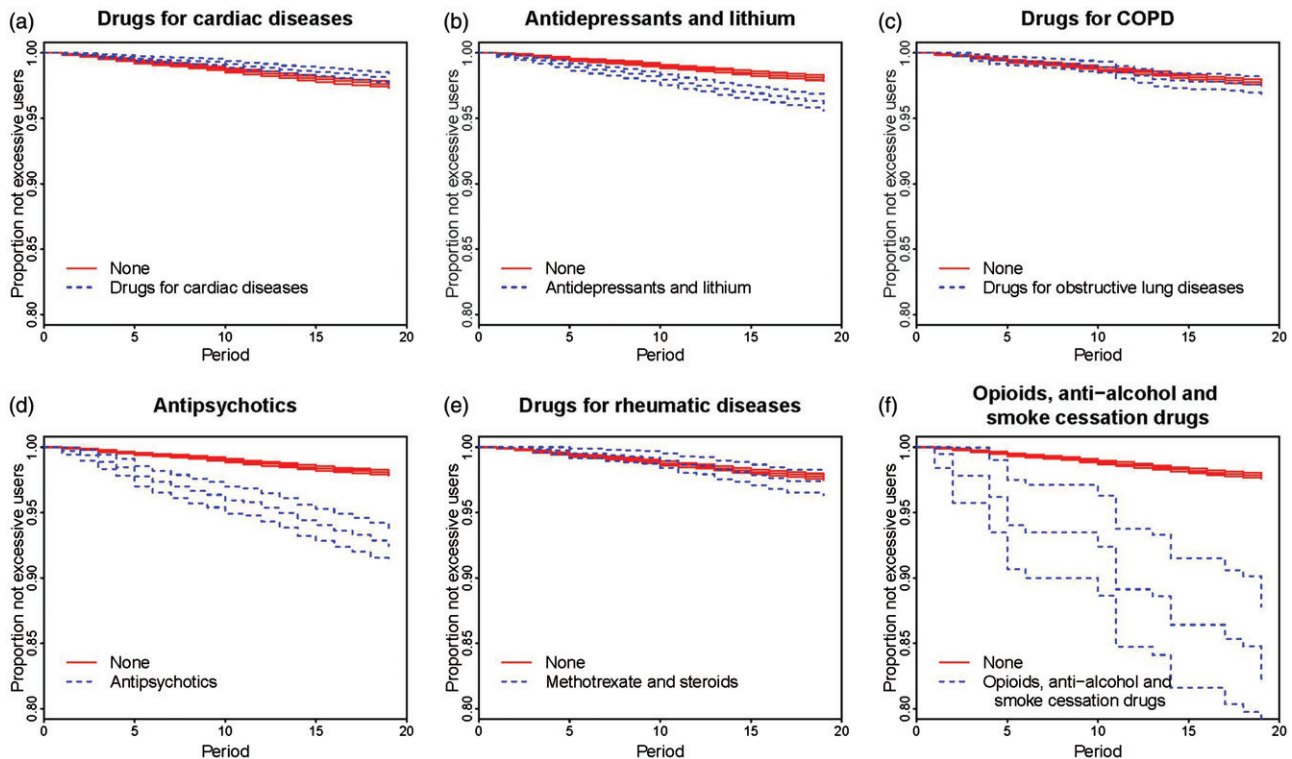 (a)
Drugs for cardiac diseases
Proportion not excessive users
1.00
0.95
0.90
0.85
0.80
None
Drugs for cardiac diseases
0 5 10 15 20
Period
(b)
Antidepressants and lithium
Proportion not excessive users
1.00
0.95
0.90
0.85
0.80
None
Antidepressants and lithium
0 5 10 15 20
Period
(c)
Drugs for COPD
Proportion not excessive users
1.00
0.95
0.90
0.85
0.80
None
Drugs for obstructive lung diseases
0 5 10 15 20
Period
(d)
Antipsychotics
Proportion not excessive users
1.00
0.95
0.90
0.85
0.80
None
Antipsychotics
0 5 10 15 20
Period
(e)
Drugs for rheumatic diseases
Proportion not excessive users
1.00
0.95
0.90
0.85
0.80
None
Methotrexate and steroids
0 5 10 15 20
Period
(f)
Opioids, anti−alcohol and
smoke cessation drugs
Proportion not excessive users
1.00
0.95
0.90
0.85
0.80
None
Opioids, anti−alcohol and
smoke cessation drugs
0 5 10 15 20
Period